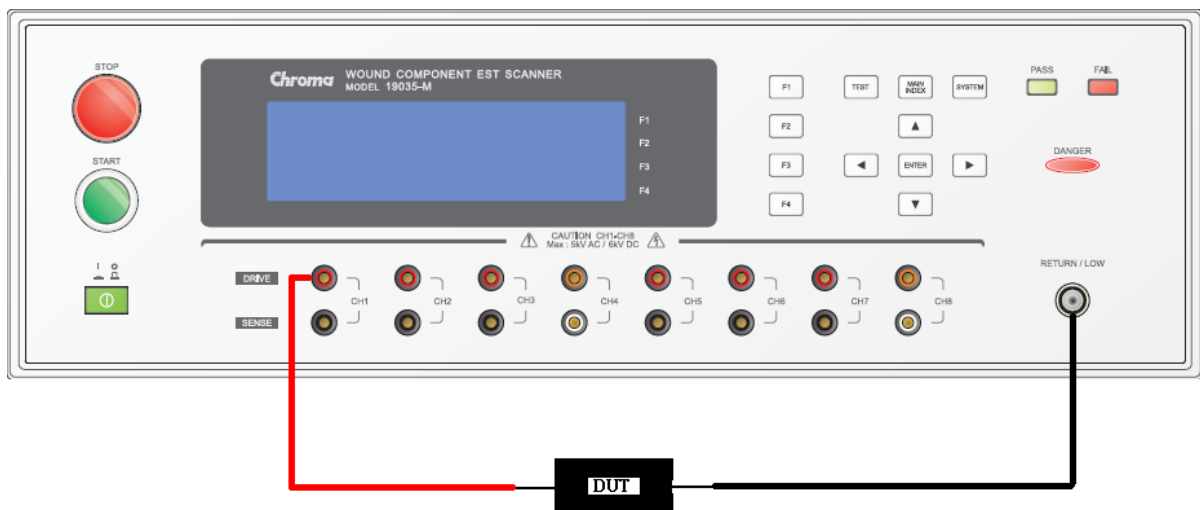 STOP
START
I O
Chroma
WOUND COMPONENT EST SCANNER
MODEL 19035-M
F1
F2
F3
F4
F1
F2
F3
F4
TEST
MAIN
INDEX
SYSTEM
ENTER
PASS
FAIL
DANGER
CAUTION CH1-CH8
Max : 5kV AC / 6kV DC
DRIVE
SENSE
CH1
CH2
CH3
CH4
CH5
CH6
CH7
CH8
RETURN / LOW
DUT